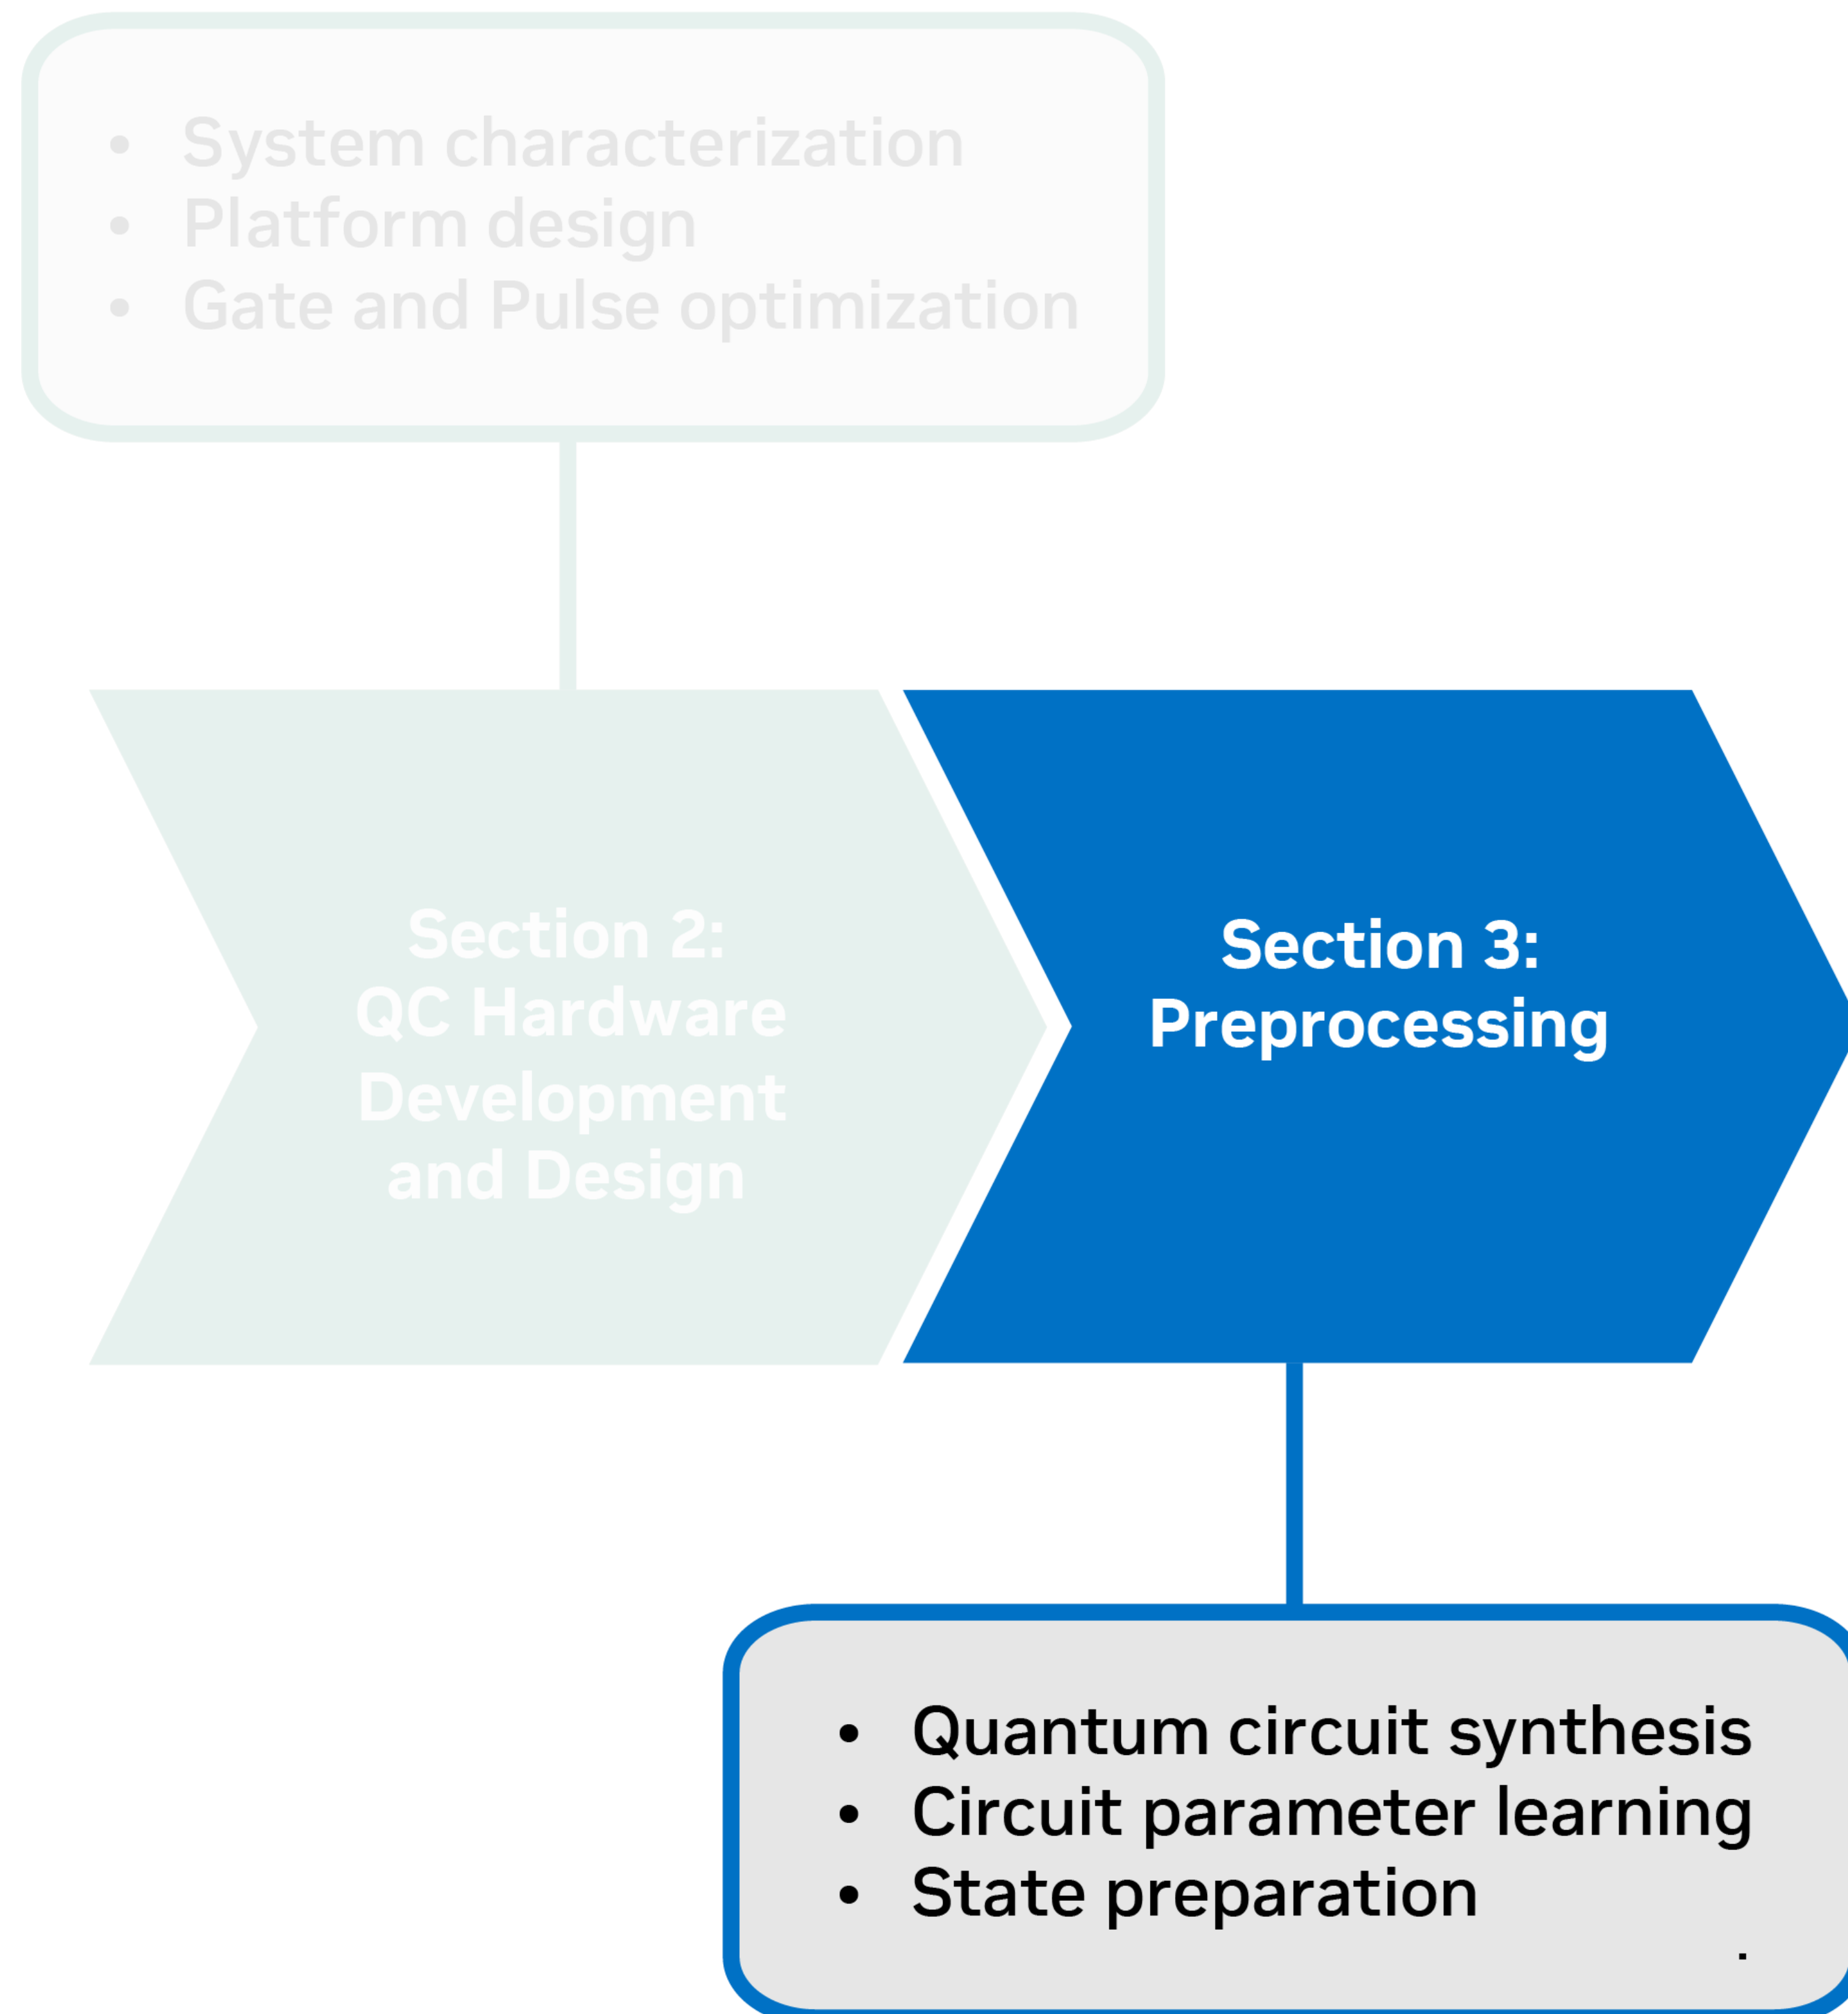 • System characterization
• Platform design
• Gate and Pulse optimization
Section 2:
QC Hardware
Development
and Design
Section 3:
Preprocessing
• Quantum circuit synthesis
• Circuit parameter learning
• State preparation
.